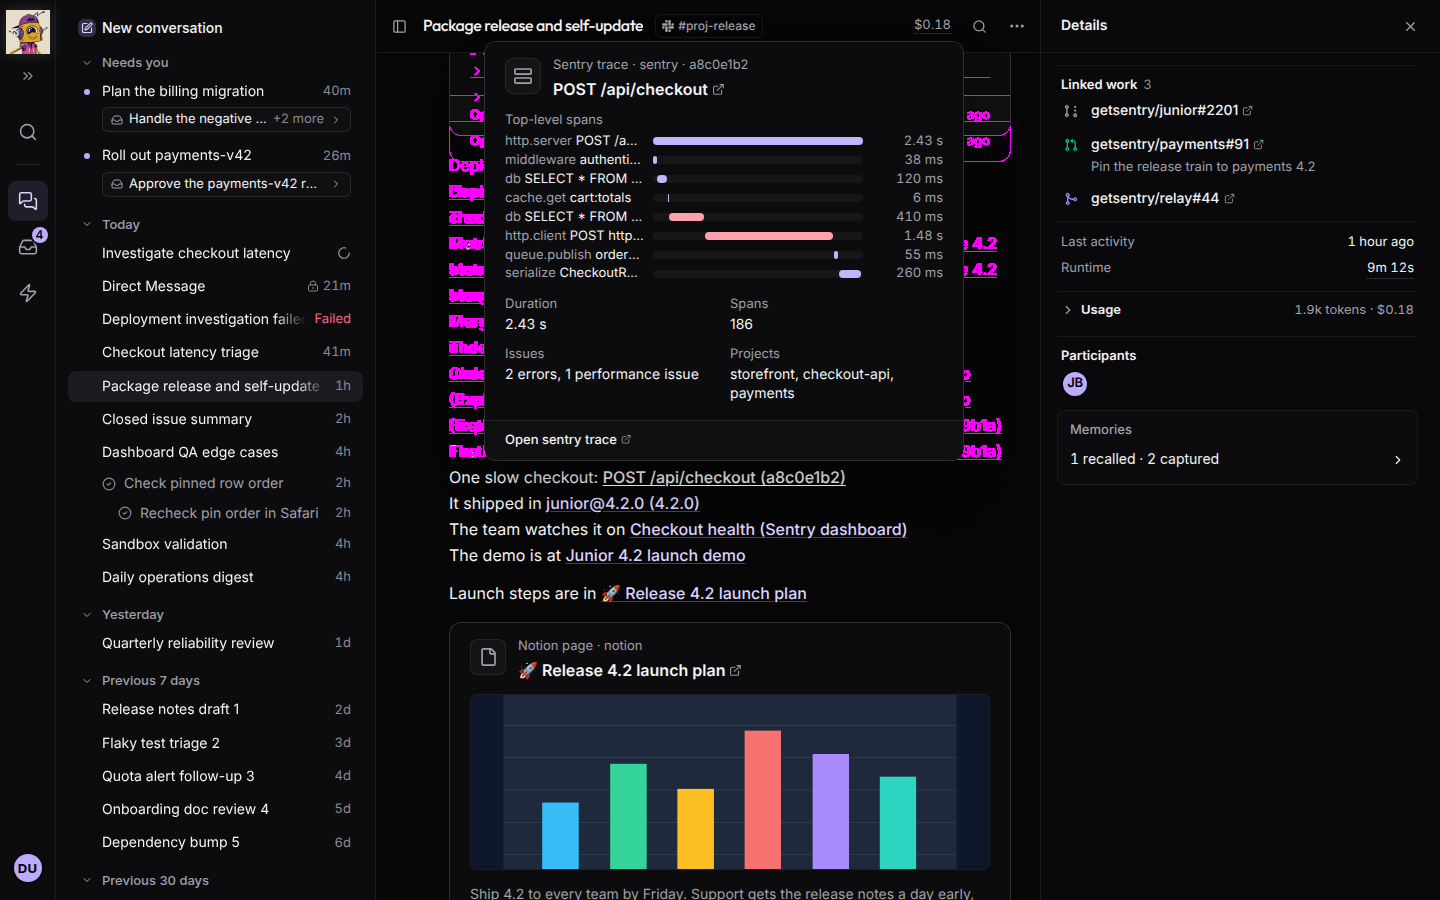 New conversation
Needs you
Plan the billing migration 40m
Handle the negative ... +2 more
Roll out payments-v42 26m
Approve the payments-v42 r...
Today
Investigate checkout latency
4
Direct Message 21m
Deployment investigation failed Failed
Checkout latency triage 41m
Package release and self-update 1h
Closed issue summary 2h
Dashboard QA edge cases 2h
Check pinned row order 2h
Recheck pin order in Safari 2h
Sandbox validation 4h
Daily operations digest 4h
Yesterday
Quarterly reliability review 1d
Previous 7 days
Release notes draft 1 2d
Flaky test triage 2 3d
Quota alert follow-up 3 4d
Onboarding doc review 4 5d
Dependency bump 5 6d
Previous 30 days
DU
Package release and self-update #proj-release $0.18
Sentry trace · sentry · a8c0e1b2
POST /api/checkout
Top-level spans
http.server POST /a... 2.43 s
middleware authenti... 38 ms
db SELECT * FROM ... 120 ms
cache.get cart:totals 6 ms
db SELECT * FROM ... 410 ms
http.client POST http... 1.48 s
queue.publish order... 55 ms
serialize CheckoutR... 260 ms
Duration Spans
2.43 s 186
Issues Projects
2 errors, 1 performance issue storefront, checkout-api,
payments
Open sentry trace
ago
ago
4.2
4.2
One slow checkout: POST /api/checkout (a8c0e1b2)
It shipped in junior@4.2.0 (4.2.0)
The team watches it on Checkout health (Sentry dashboard)
The demo is at Junior 4.2 launch demo
Launch steps are in 🚀 Release 4.2 launch plan
Notion page · notion
🚀 Release 4.2 launch plan
Ship 4.2 to every team by Friday. Support gets the release notes a day early,
Details
Linked work 3
getsentry/junior#2201
getsentry/payments#91
Pin the release train to payments 4.2
getsentry/relay#44
Last activity 1 hour ago
Runtime 9m 12s
Usage 1.9k tokens · $0.18
Participants
JB
Memories
1 recalled · 2 captured